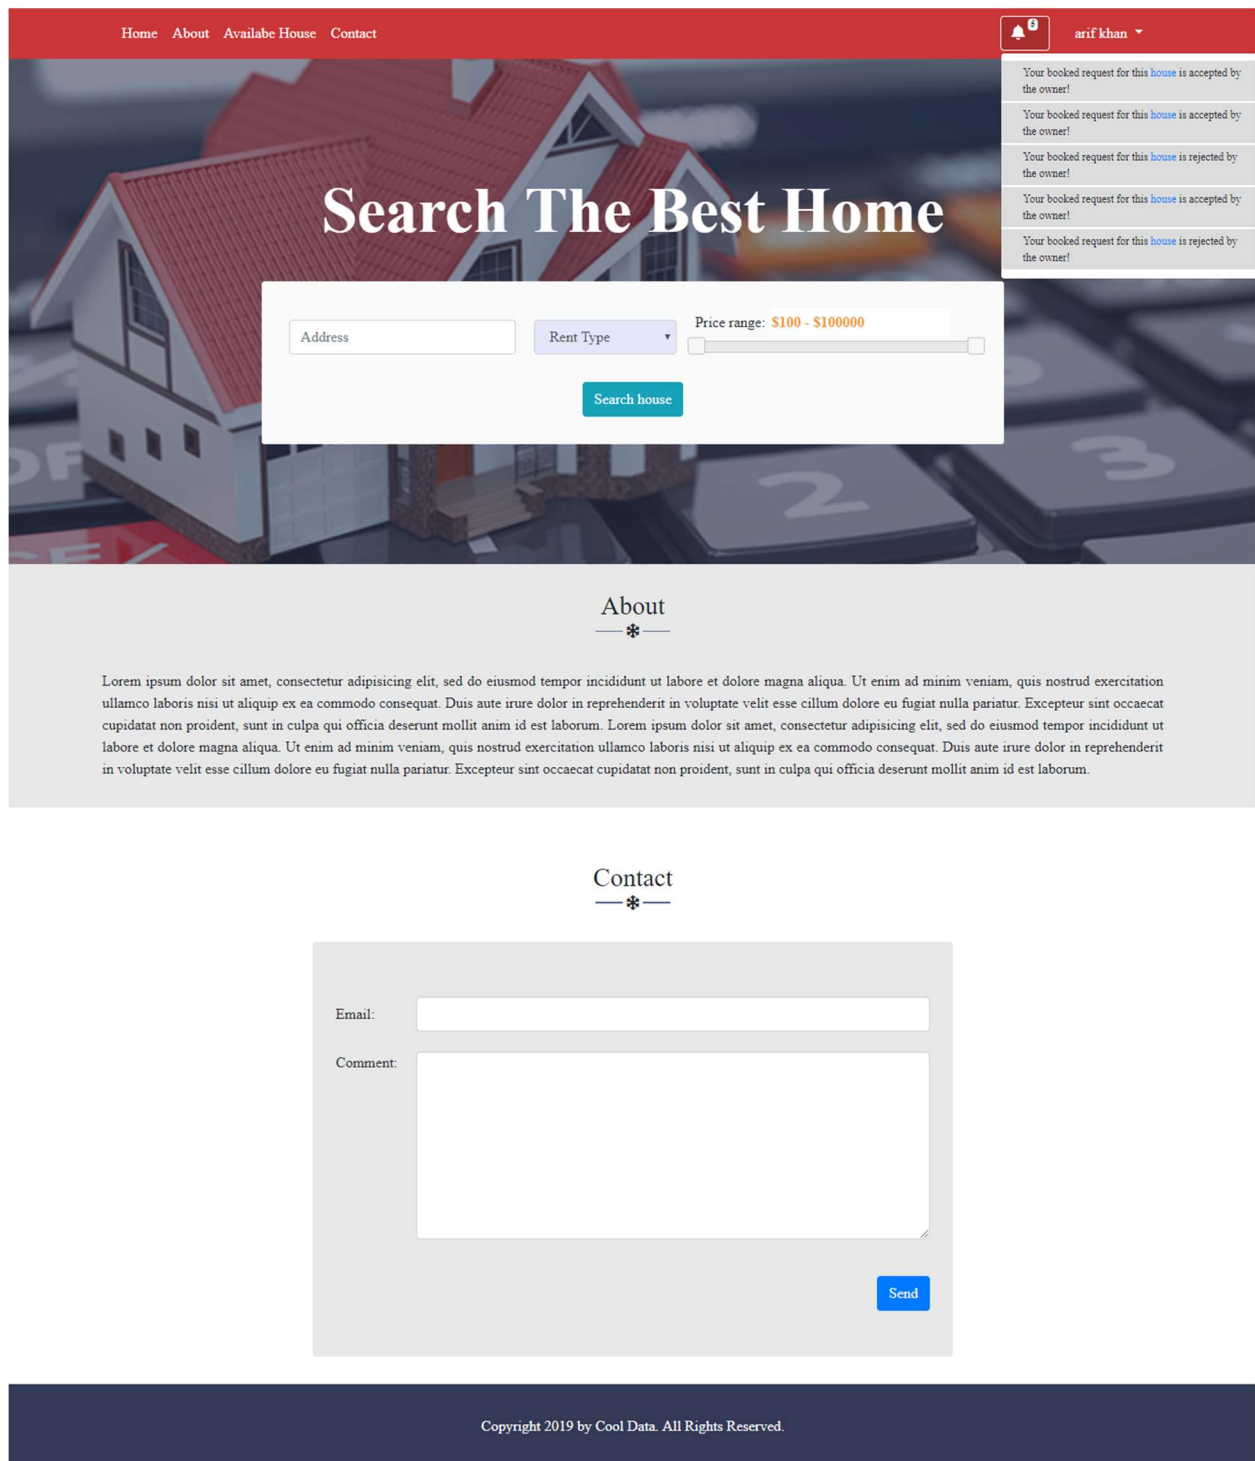 Home About Availabe House Contact
5
arif khan
Your booked request for this house is accepted by
the owner!
Your booked request for this house is accepted by
the owner!
Your booked request for this house is rejected by
the owner!
Your booked request for this house is accepted by
the owner!
Your booked request for this house is rejected by
the owner!
Search The Best Home
Address
Rent Type
Price range: $100 - $100000
Search house
OF
CE/
2
3
About
Lorem ipsum dolor sit amet, consectetur adipisicing elit, sed do eiusmod tempor incididunt ut labore et dolore magna aliqua. Ut enim ad minim veniam, quis nostrud exercitation
ullamco laboris nisi ut aliquip ex ea commodo consequat. Duis aute irure dolor in reprehenderit in voluptate velit esse cillum dolore eu fugiat nulla pariatur. Excepteur sint occaecat
cupidatat non proident, sunt in culpa qui officia deserunt mollit anim id est laborum. Lorem ipsum dolor sit amet, consectetur adipisicing elit, sed do eiusmod tempor incididunt ut
labore et dolore magna aliqua. Ut enim ad minim veniam, quis nostrud exercitation ullamco laboris nisi ut aliquip ex ea commodo consequat. Duis aute irure dolor in reprehenderit
in voluptate velit esse cillum dolore eu fugiat nulla pariatur. Excepteur sint occaecat cupidatat non proident, sunt in culpa qui officia deserunt mollit anim id est laborum.
Contact
Email:
Comment:
Send
Copyright 2019 by Cool Data. All Rights Reserved.